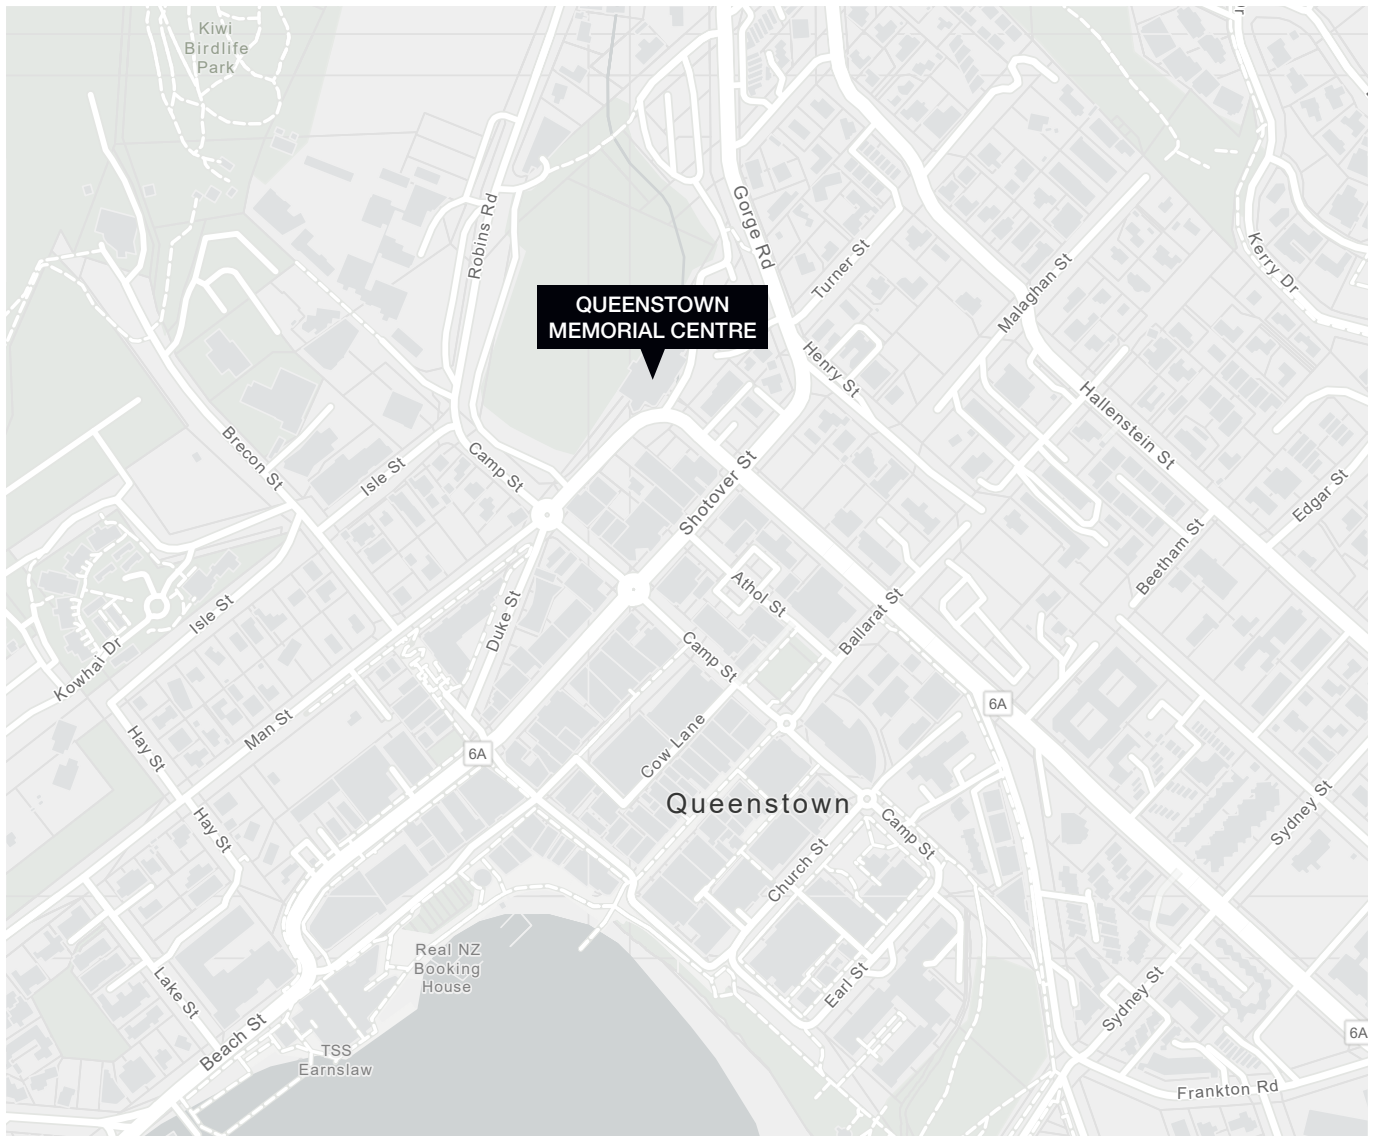 Kiwi
Birdlife
Park
Robins Rd
Gorge Rd
Turner St
Kerry Dr
Malaghan St
QUEENSTOWN
MEMORIAL CENTRE
Henry St
Hallenstein St
Brecon St
Isle St
Camp St
Shotover St
Edgar St
Beetham St
Athol St
Duke St
Isle St
Ballarat St
Camp St
Kowhai Dr
6A
Man St
Hay St
Cow Lane
6A
Queenstown
Hay St
Camp St
Sydney St
Church St
Real NZ
Booking
House
Lake St
Earl St
Sydney St
Beach St
6A
TSS
Earnslaw
Frankton Rd